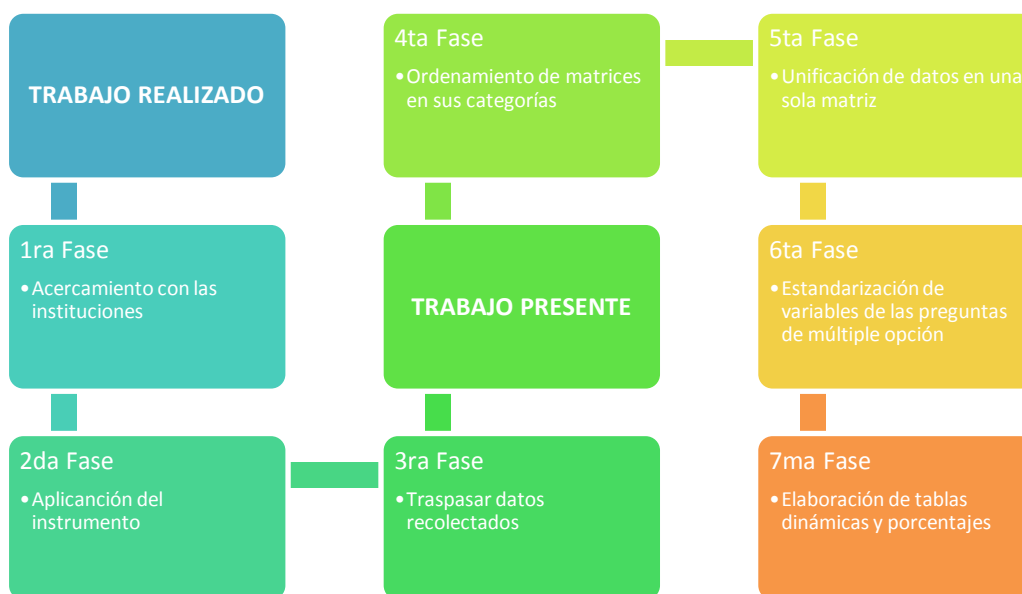 TRABAJO REALIZADO
1ra Fase
•Acercamiento con las
instituciones
2da Fase
•Aplicanción del
instrumento
3ra Fase
•Traspasar datos
recolectados
TRABAJO PRESENTE
4ta Fase
•Ordenamiento de matrices
en sus categorías
5ta Fase
•Unificación de datos en una
sola matriz
6ta Fase
•Estandarización de
variables de las preguntas
de múltiple opción
7ma Fase
•Elaboración de tablas
dinámicas y porcentajes